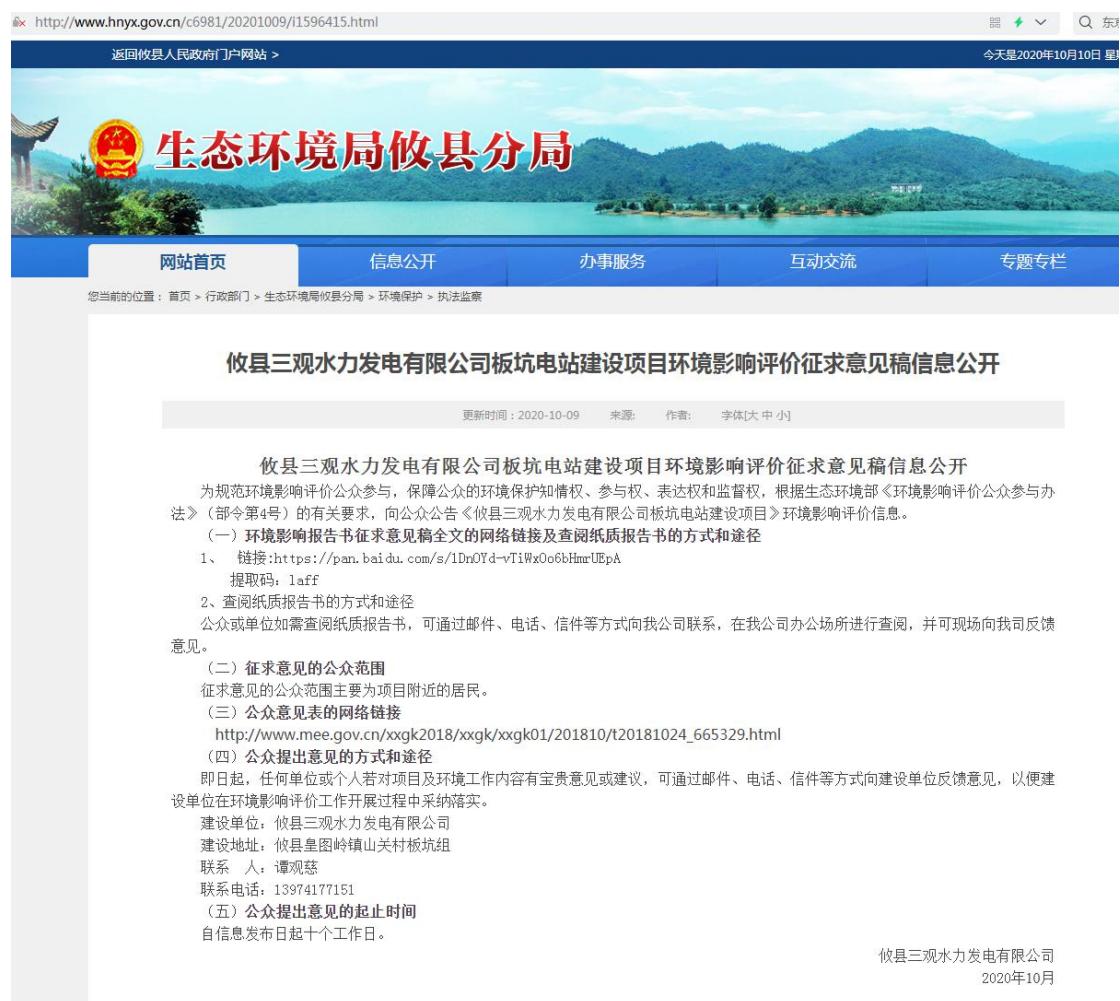 http://www.hnyx.gov.cn/c6981/20201009/i1596415.html
返回攸县人民政府门户网站 >
今天是2020年10月10日 星
生态环境局攸县分局
网站首页 信息公开 办事服务 互动交流 专题专栏
您当前的位置： 首页 > 行政部门 > 生态环境局攸县分局 > 环境保护 > 执法监察
攸县三观水力发电有限公司板坑电站建设项目环境影响评价征求意见稿信息公开
更新时间：2020-10-09 来源: 作者: 字体[大 中 小]
攸县三观水力发电有限公司板坑电站建设项目环境影响评价征求意见稿信息公开
为规范环境影响评价公众参与，保障公众的环境保护知情权、参与权、表达权和监督权，根据生态环境部《环境影响评价公众参与办
法》（部令第4号）的有关要求，向公众公告《攸县三观水力发电有限公司板坑电站建设项目》环境影响评价信息。
（一）环境影响报告书征求意见稿全文的网络链接及查阅纸质报告书的方式和途径
1、 链接:https://pan.baidu.com/s/1DnOYd-vTiWxOo6bHmrUEpA
提取码：laff
2、查阅纸质报告书的方式和途径
公众或单位如需查阅纸质报告书，可通过邮件、电话、信件等方式向我公司联系，在我公司办公场所进行查阅，并可现场向我司反馈
意见。
（二）征求意见的公众范围
征求意见的公众范围主要为项目附近的居民。
（三）公众意见表的网络链接
http://www.mee.gov.cn/xxgk2018/xxgk/xxgk01/201810/t20181024_665329.html
（四）公众提出意见的方式和途径
即日起，任何单位或个人若对项目及环境工作内容有宝贵意见或建议，可通过邮件、电话、信件等方式向建设单位反馈意见，以便建
设单位在环境影响评价工作开展过程中采纳落实。
建设单位：攸县三观水力发电有限公司
建设地址：攸县皇图岭镇山关村板坑组
联系 人：谭观慈
联系电话：13974177151
（五）公众提出意见的起止时间
自信息发布日起十个工作日。
攸县三观水力发电有限公司
2020年10月